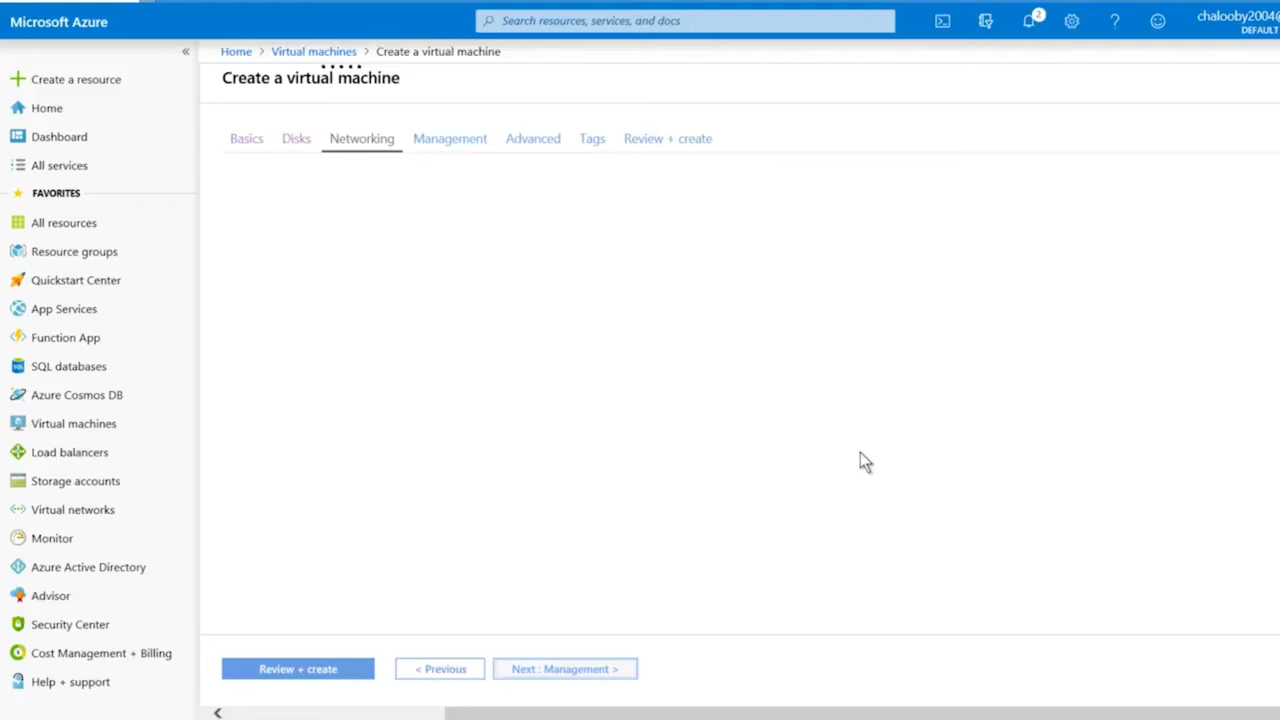 Microsoft Azure
Search resources, services, and docs
2
chalooby2004@
DEFAULT
«
Home > Virtual machines > Create a virtual machine
Create a virtual machine
Basics Disks Networking Management Advanced Tags Review + create
Create a resource
Home
Dashboard
All services
FAVORITES
All resources
Resource groups
Quickstart Center
App Services
Function App
SQL databases
Azure Cosmos DB
Virtual machines
Load balancers
Storage accounts
Virtual networks
Monitor
Azure Active Directory
Advisor
Security Center
Cost Management + Billing
Help + support
Review + create
< Previous
Next : Management >